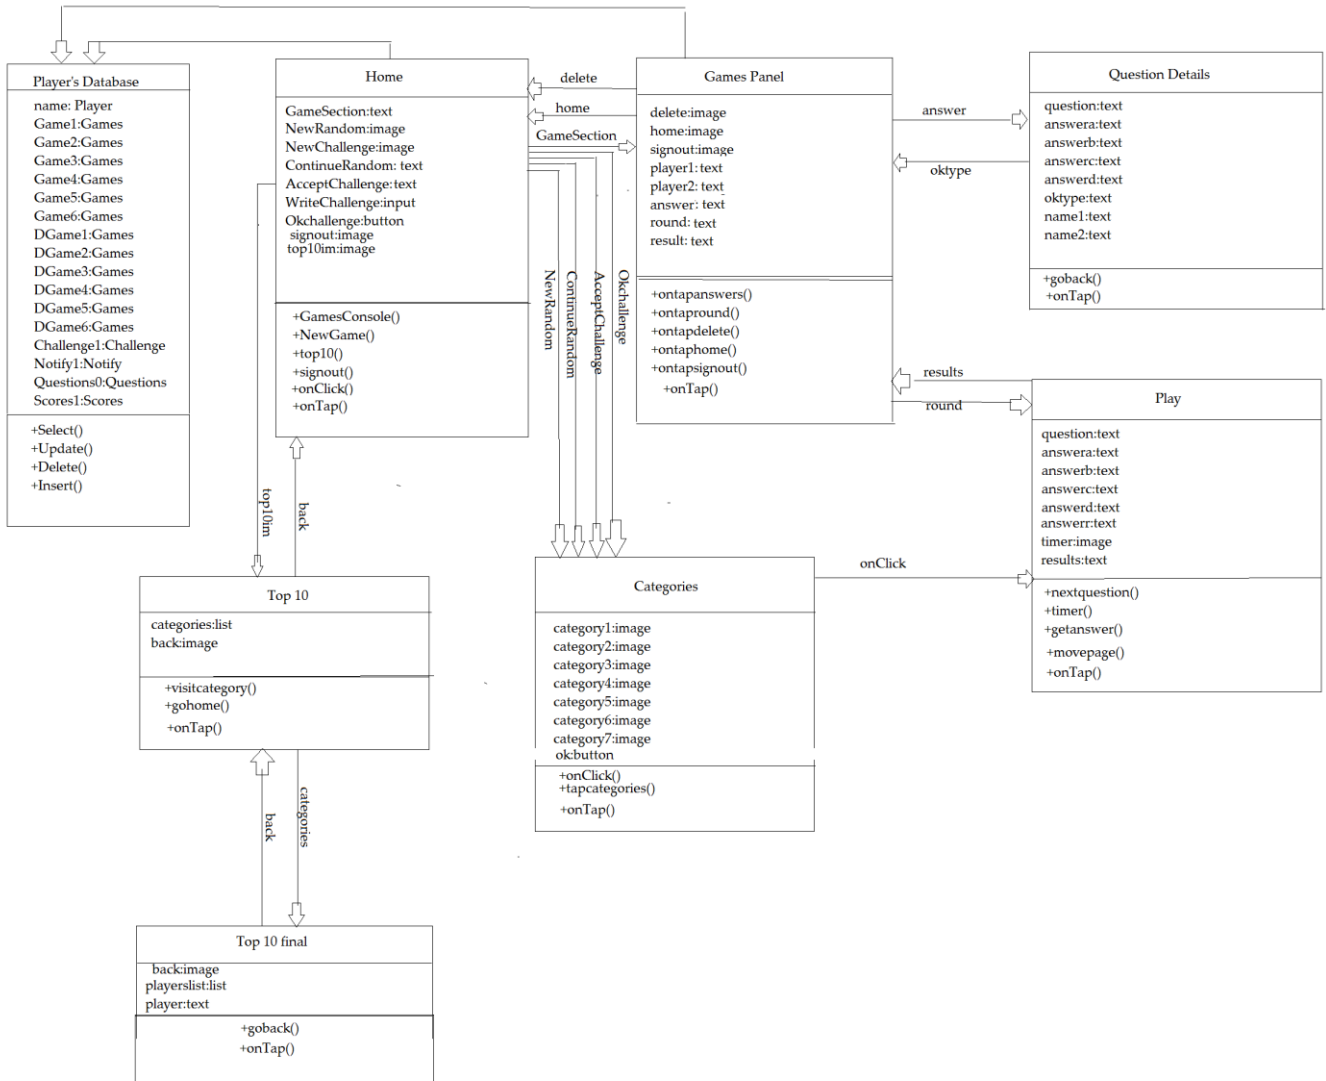 Player's Database
name: Player
Game1:Games
Game2:Games
Game3:Games
Game4:Games
Game5:Games
Game6:Games
DGame1:Games
DGame2:Games
DGame3:Games
DGame4:Games
DGame5:Games
DGame6:Games
Challenge1:Challenge
Notify1:Notify
Questions0:Questions
Scores1:Scores
+Select()
+Update()
+Delete()
+Insert()
Home
GameSection:text
NewRandom:image
NewChallenge:image
ContinueRandom: text
AcceptChallenge:text
WriteChallenge:input
Okchallenge:button
signout:image
top10im:image
+GamesConsole()
+NewGame()
+top10()
+signout()
+onClick()
+onTap()
delete
home
GameSection
Games Panel
delete:image
home:image
signout:image
player1: text
player2: text
answer: text
round: text
result: text
+ontapanswers()
+ontapround()
+ontapdelete()
+ontaphome()
+ontapsignout()
+onTap()
answer
oktype
Question Details
question:text
answera:text
answerb:text
answerc:text
answerd:text
oktype:text
name1:text
name2:text
+goback()
+onTap()
results
round
Play
question:text
answera:text
answerb:text
answerc:text
answerd:text
answerr:text
timer:image
results:text
+nextquestion()
+timer()
+getanswer()
+movepage()
+onTap()
NewRandom
ContinueRandom
AcceptChallenge
Okchallenge
top10im
back
Top 10
categories:list
back:image
+visitcategory()
+gohome()
+onTap()
Categories
category1:image
category2:image
category3:image
category4:image
category5:image
category6:image
category7:image
ok:button
+onClick()
+tapcategories()
+onTap()
onClick
back
categories
Top 10 final
back:image
playerslist:list
player:text
+goback()
+onTap()